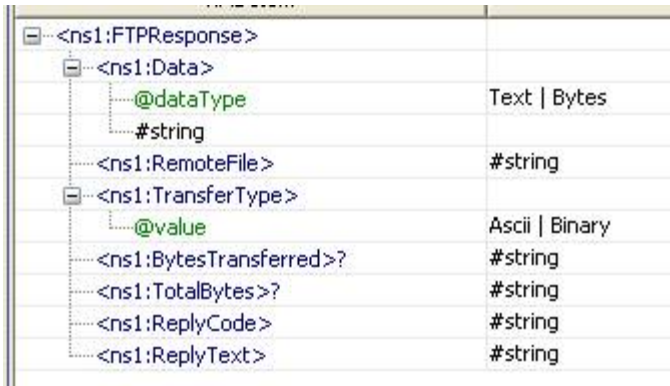 <ns1:FTPResponse>
<ns1:Data>
@dataType Text | Bytes
#string
<ns1:RemoteFile> #string
<ns1:TransferType>
@value Ascii | Binary
<ns1:BytesTransferred>? #string
<ns1:TotalBytes>? #string
<ns1:ReplyCode> #string
<ns1:ReplyText> #string